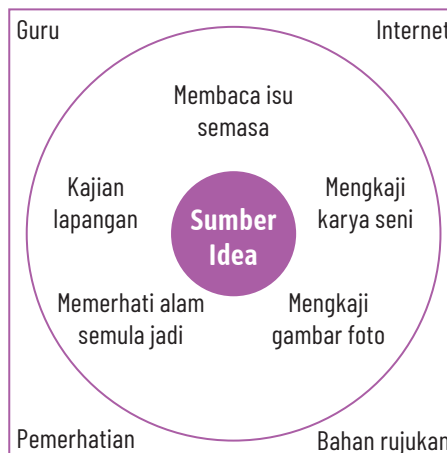 Guru
Internet
Membaca isu
semasa
Kajian
lapangan
Sumber
Idea
Mengkaji
karya seni
Memerhati alam
semula jadi
Mengkaji
gambar foto
Pemerhatian
Bahan rujukan